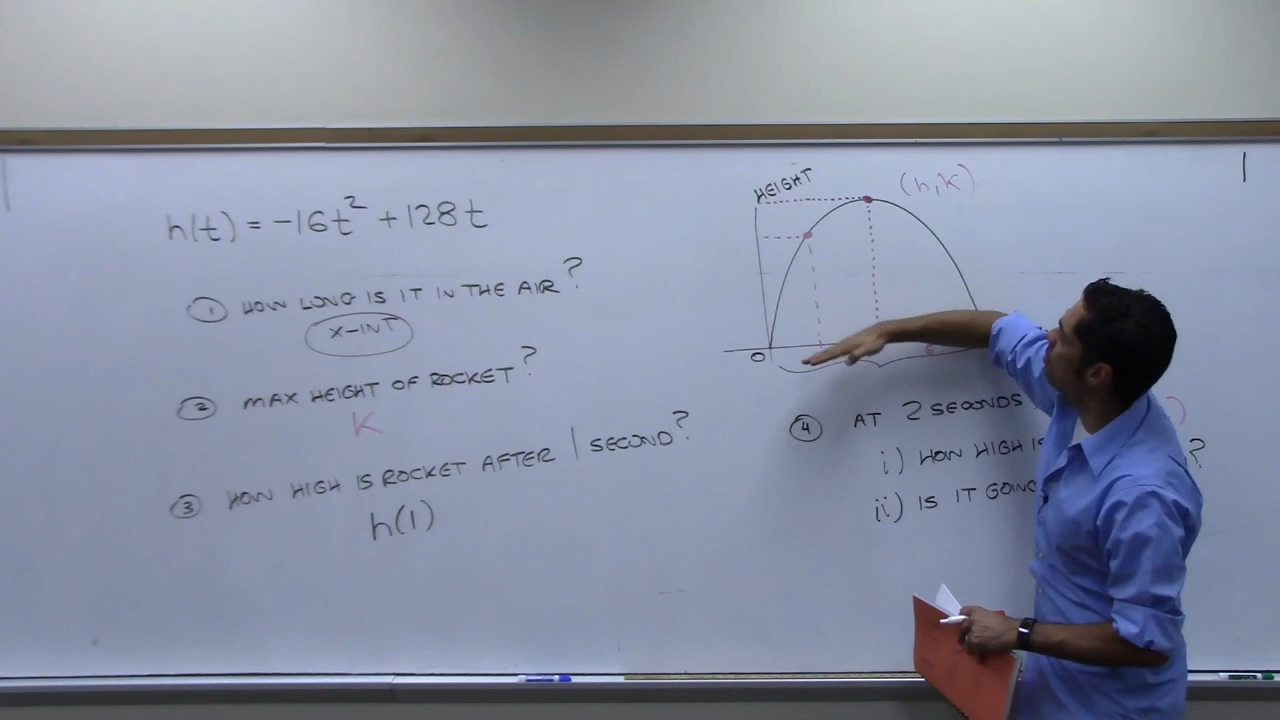 h(t) = -16t² + 128t
① HOW LONG IS IT IN THE AIR?
X-INT
② MAX HEIGHT OF ROCKET?
K
③ HOW HIGH IS ROCKET AFTER 1 SECOND?
h(1)
HEIGHT
(h, k)
0
④ AT 2 SECONDS )
i) HOW HIGH IS ?
ii) IS IT GOING